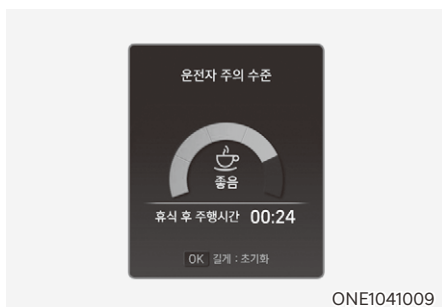 운전자 주의 수준
좋음
휴식 후 주행시간 00:24
OK 길게 : 초기화
ONE1041009